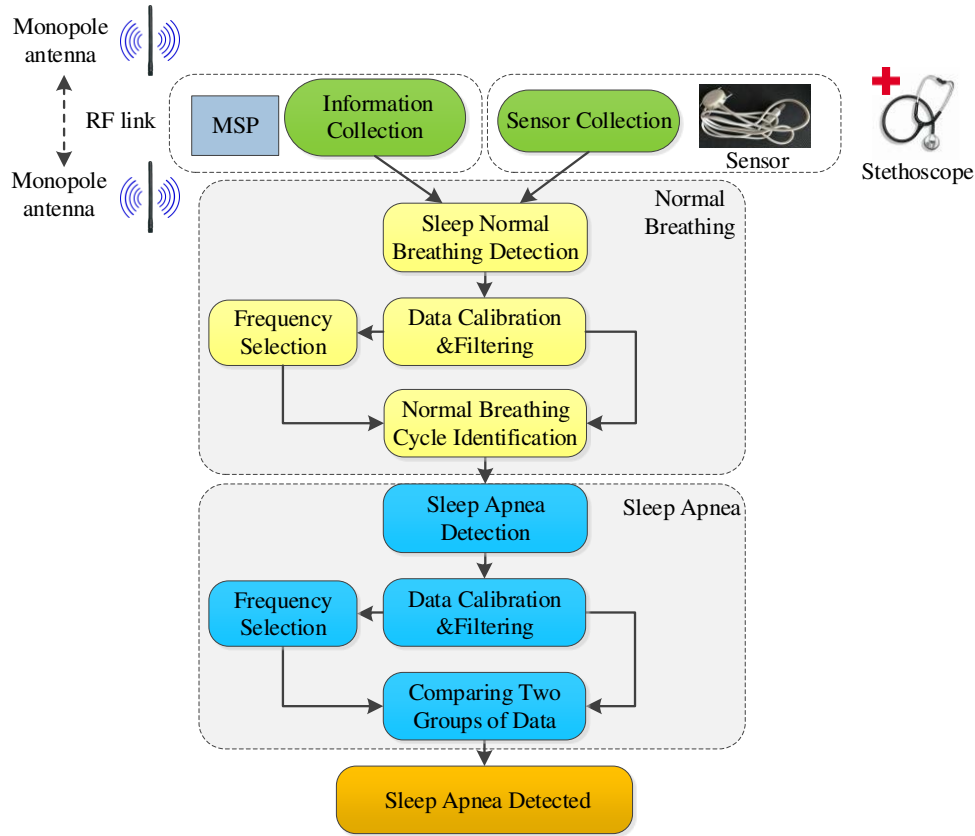 Monopole
antenna
RF link
Monopole
antenna
MSP
Information
Collection
Sensor Collection
Sensor
Stethoscope
Normal
Breathing
Sleep Normal
Breathing Detection
Frequency
Selection
Data Calibration
&Filtering
Normal Breathing
Cycle Identification
Sleep Apnea
Detection
Sleep Apnea
Frequency
Selection
Data Calibration
&Filtering
Comparing Two
Groups of Data
Sleep Apnea Detected